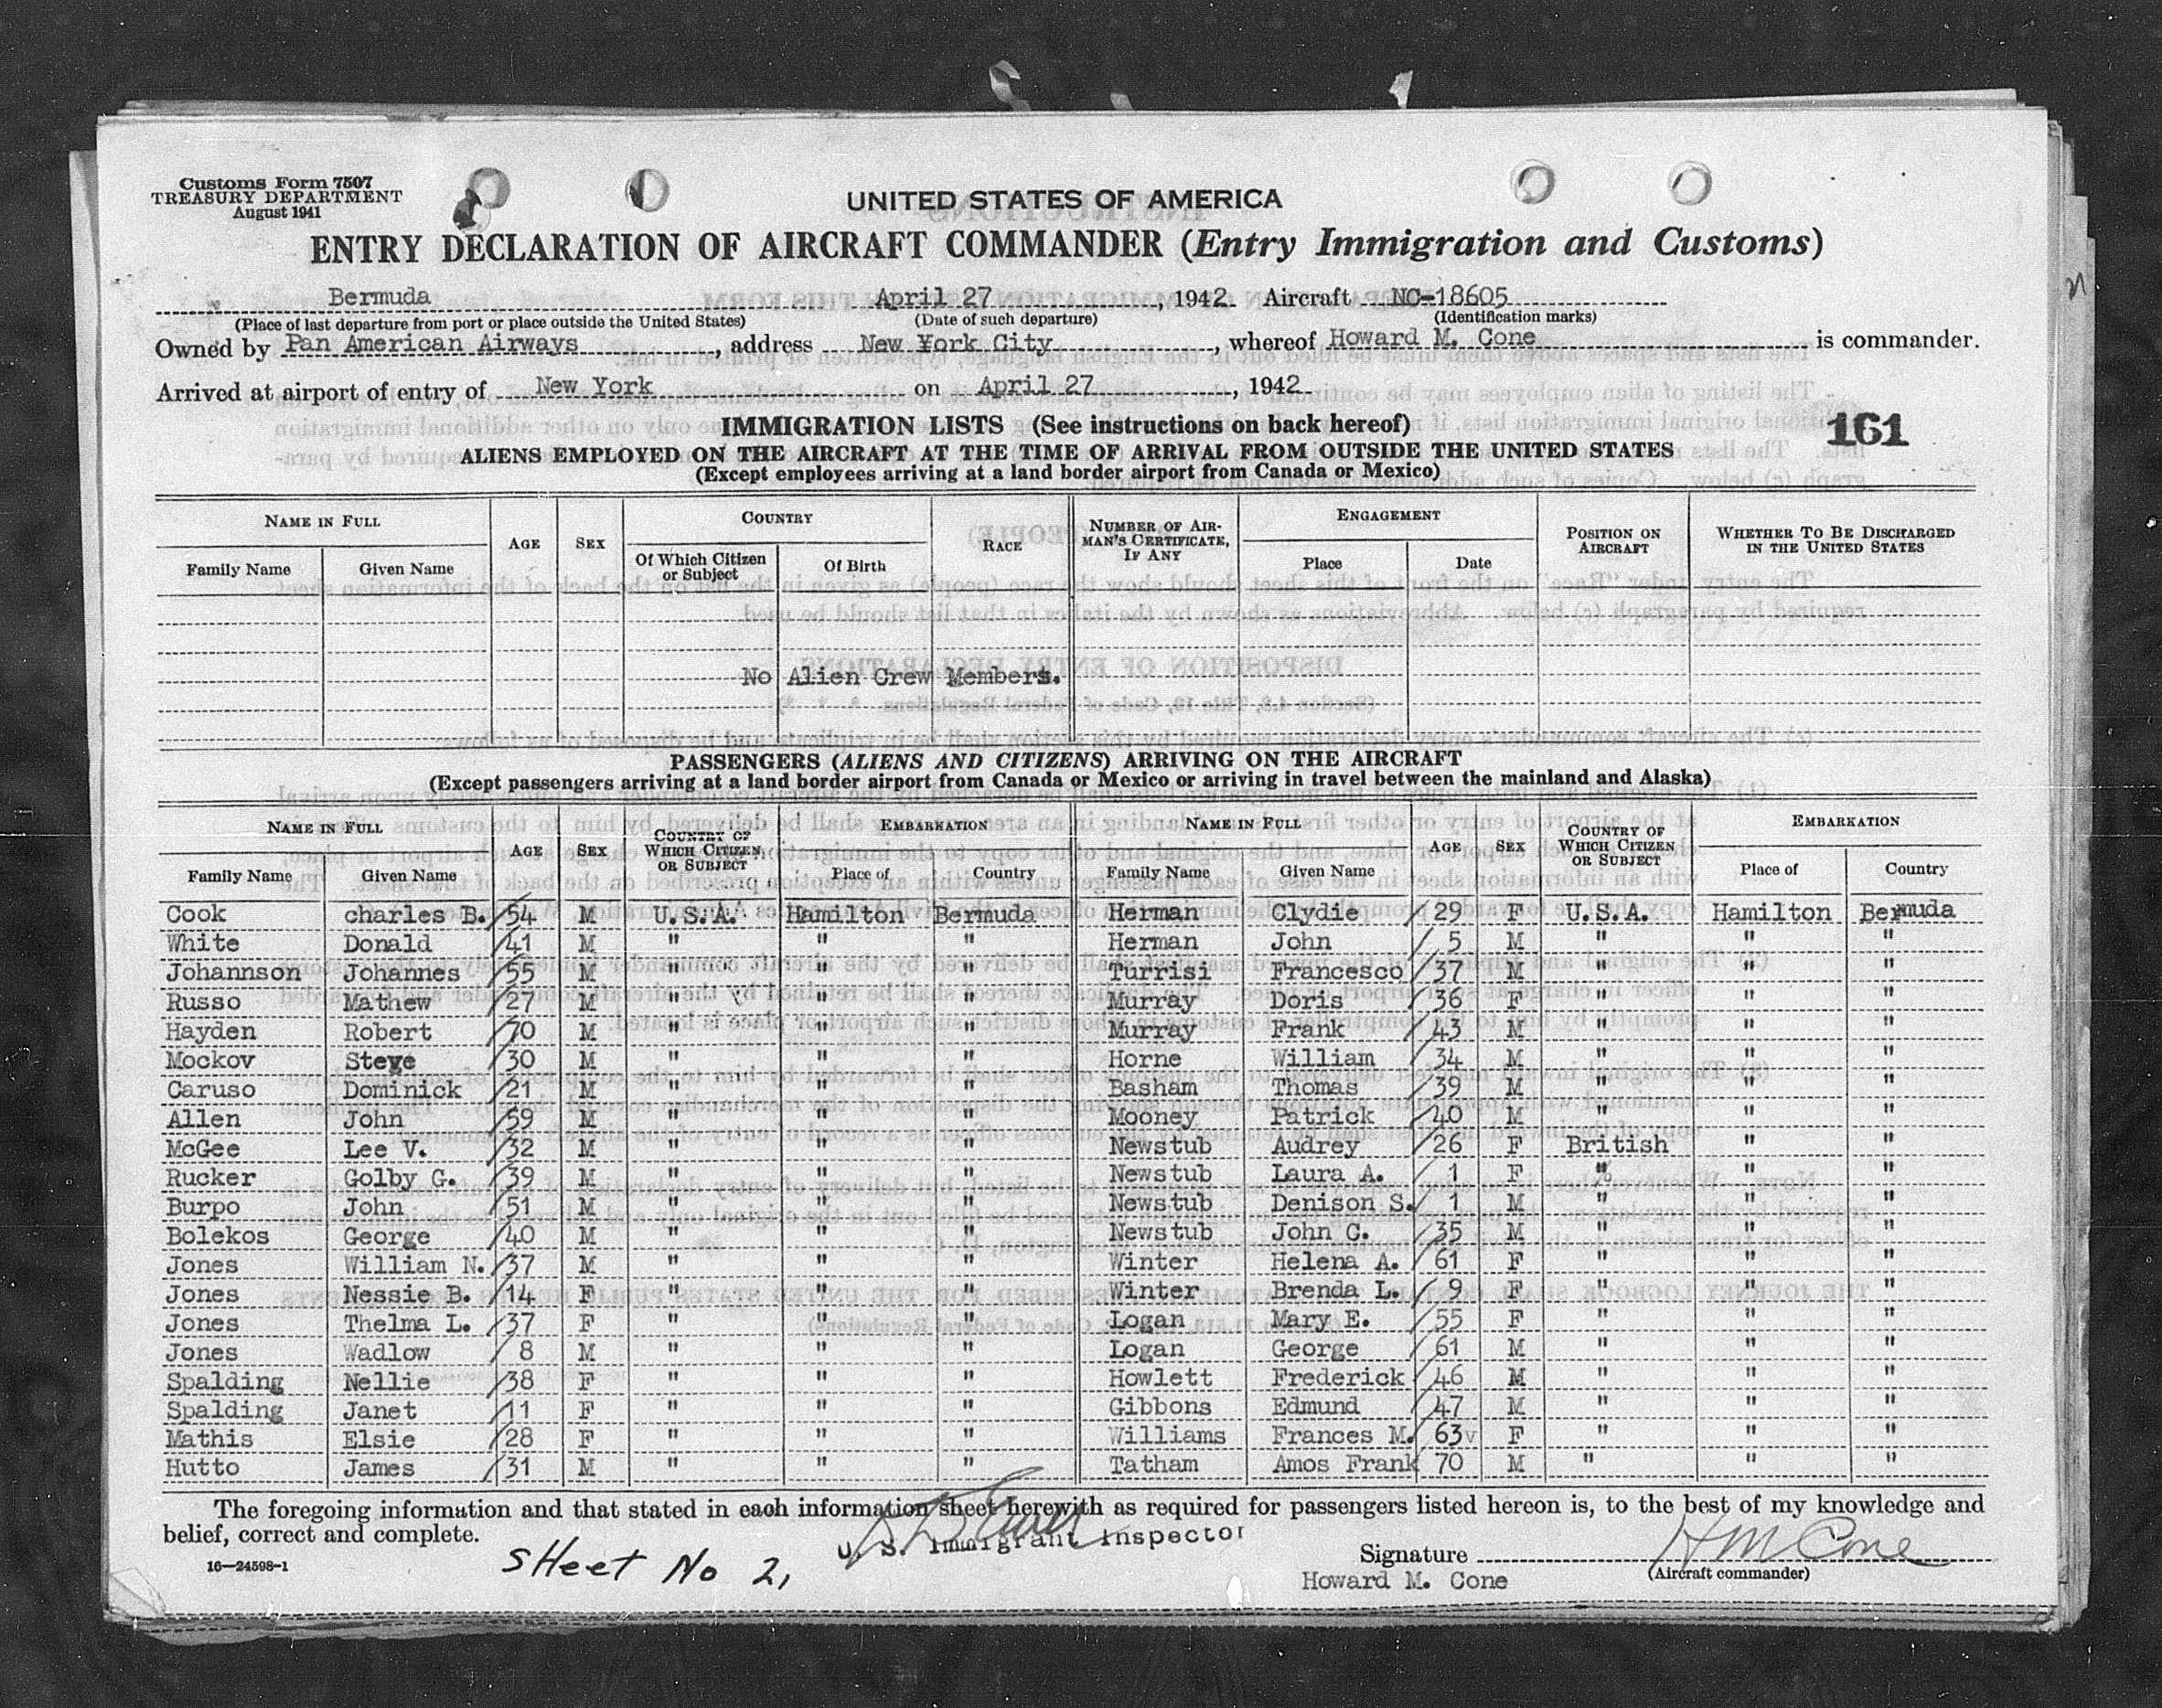 Customs Form 7507
TREASURY DEPARTMENT
August 1941
UNITED STATES OF AMERICA
ENTRY DECLARATION OF AIRCRAFT COMMANDER (Entry Immigration and Customs)
Bermuda April 27, 1942 Aircraft NC-18605
(Place of last departure from port or place outside the United States) (Date of such departure) (Identification marks)
Owned by Pan American Airways, address New York City, whereof Howard M. Cone is commander.
Arrived at airport of entry of New York on April 27, 1942
IMMIGRATION LISTS (See instructions on back hereof)
161
ALIENS EMPLOYED ON THE AIRCRAFT AT THE TIME OF ARRIVAL FROM OUTSIDE THE UNITED STATES
(Except employees arriving at a land border airport from Canada or Mexico)
NAME IN FULL AGE SEX COUNTRY RACE NUMBER OF AIRMAN'S CERTIFICATE, IF ANY ENGAGEMENT POSITION ON AIRCRAFT WHETHER TO BE DISCHARGED IN THE UNITED STATES
Family Name Given Name Of Which Citizen or Subject Of Birth Place Date
No Alien Crew Members.
PASSENGERS (ALIENS AND CITIZENS) ARRIVING ON THE AIRCRAFT
(Except passengers arriving at a land border airport from Canada or Mexico or arriving in travel between the mainland and Alaska)
NAME IN FULL AGE SEX COUNTRY OF WHICH CITIZEN OR SUBJECT EMBARKATION NAME IN FULL AGE SEX COUNTRY OF WHICH CITIZEN OR SUBJECT EMBARKATION
Family Name Given Name Place of Country Family Name Given Name Place of Country
Cook charles B. 54 M U.S.A. Hamilton Bermuda Herman Clydie 29 F U.S.A. Hamilton Bermuda
White Donald 41 M " " " Herman John 5 M " " "
Johannson Johannes 55 M " " " Turrisi Francesco 37 M " " "
Russo Mathew 27 M " " " Murray Doris 36 F " " "
Hayden Robert 70 M " " " Murray Frank 43 M " " "
Mockov Steve 30 M " " " Horne William 34 M " " "
Caruso Dominick 21 M " " " Basham Thomas 39 M " " "
Allen John 59 M " " " Mooney Patrick 40 M " " "
McGee Lee V. 32 M " " " Newstub Audrey 26 F British " "
Rucker Golby G. 39 M " " " Newstub Laura A. 1 F " " "
Burpo John 51 M " " " Newstub Denison S. 1 M " " "
Bolekos George 40 M " " " Newstub John C. 35 M " " "
Jones William N. 37 M " " " Winter Helena A. 61 F " " "
Jones Nessie B. 14 F " " " Winter Brenda L. 9 F " " "
Jones Thelma L. 37 F " " " Logan Mary E. 55 F " " "
Jones Wadlow 8 M " " " Logan George 61 M " " "
Spalding Nellie 38 F " " " Howlett Frederick 46 M " " "
Spalding Janet 11 F " " " Gibbons Edmund 47 M " " "
Mathis Elsie 28 F " " " Williams Frances M. 63 F " " "
Hutto James 31 M " " " Tatham Amos Frank 70 M " " "
The foregoing information and that stated in each information sheet herewith as required for passengers listed hereon is, to the best of my knowledge and
belief, correct and complete.
U. S. Immigrant Inspector
16—24598-1
SHeet No 2,
Signature H M Cone
Howard M. Cone (Aircraft commander)